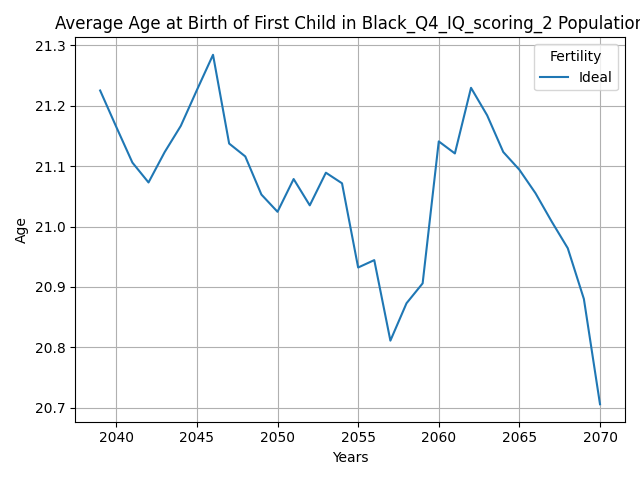 Average Age at Birth of First Child in Black_Q4_IQ_scoring_2 Population
21.3
21.2
21.1
21.0
20.9
20.8
20.7
Age
Fertility
Ideal
2040 2045 2050 2055 2060 2065 2070
Years